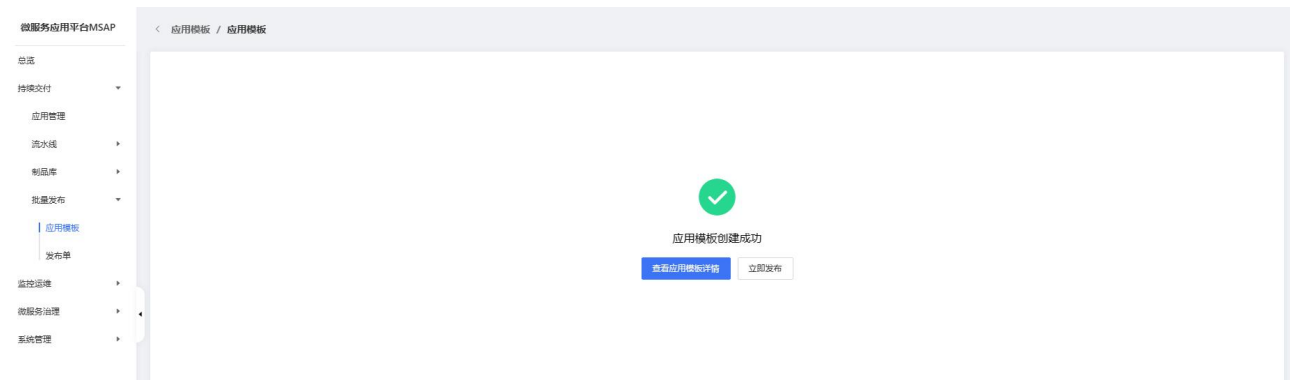 微服务应用平台MSAP
总览
持续交付
应用管理
流水线
制品库
批量发布
应用模板
发布单
监控运维
微服务治理
系统管理
应用模板 / 应用模板
应用模板创建成功
查看应用模板详情
立即发布